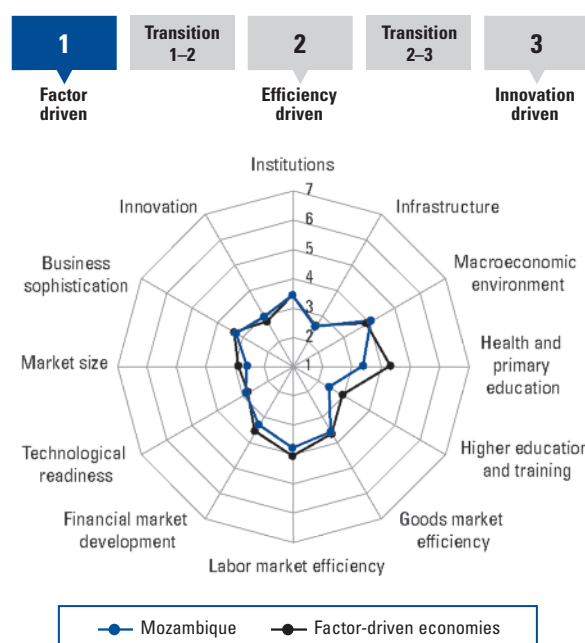 1
Transition
1–2
2
Transition
2–3
3
Factor
driven
Efficiency
driven
Innovation
driven
Institutions
7
6
5
4
3
2
1
Infrastructure
Macroeconomic
environment
Health and
primary
education
Higher education
and training
Goods market
efficiency
Labor market efficiency
Financial market
development
Technological
readiness
Market size
Business
sophistication
Innovation
Mozambique
Factor-driven economies